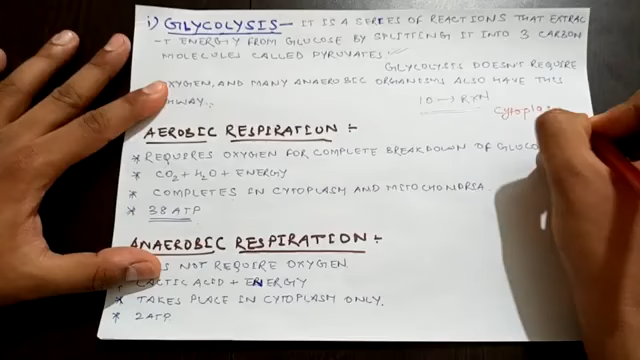 i) GLYCOLYSIS - IT IS A SERIES OF REACTIONS THAT EXTRAC
-T ENERGY FROM GLUCOSE BY SPLITTING IT INTO 3 CARBON
MOLECULES CALLED PYRUVATES
GLYCOLYSIS DOESN'T REQUIRE
OXYGEN, AND MANY ANAEROBIC ORGANISMS ALSO HAVE THIS
10 → RXN
AEROBIC RESPIRATION :-
* REQUIRES OXYGEN FOR COMPLETE BREAKDOWN OF
* CO2 + H2O + ENERGY
* COMPLETES IN CYTOPLASM AND MITOCHONDRIA.
* 38 ATP
ANAEROBIC RESPIRATION :-
NOT REQUIRE OXYGEN
LACTIC ACID + ENERGY
* TAKES PLACE IN CYTOPLASM ONLY.
* 2 ATP